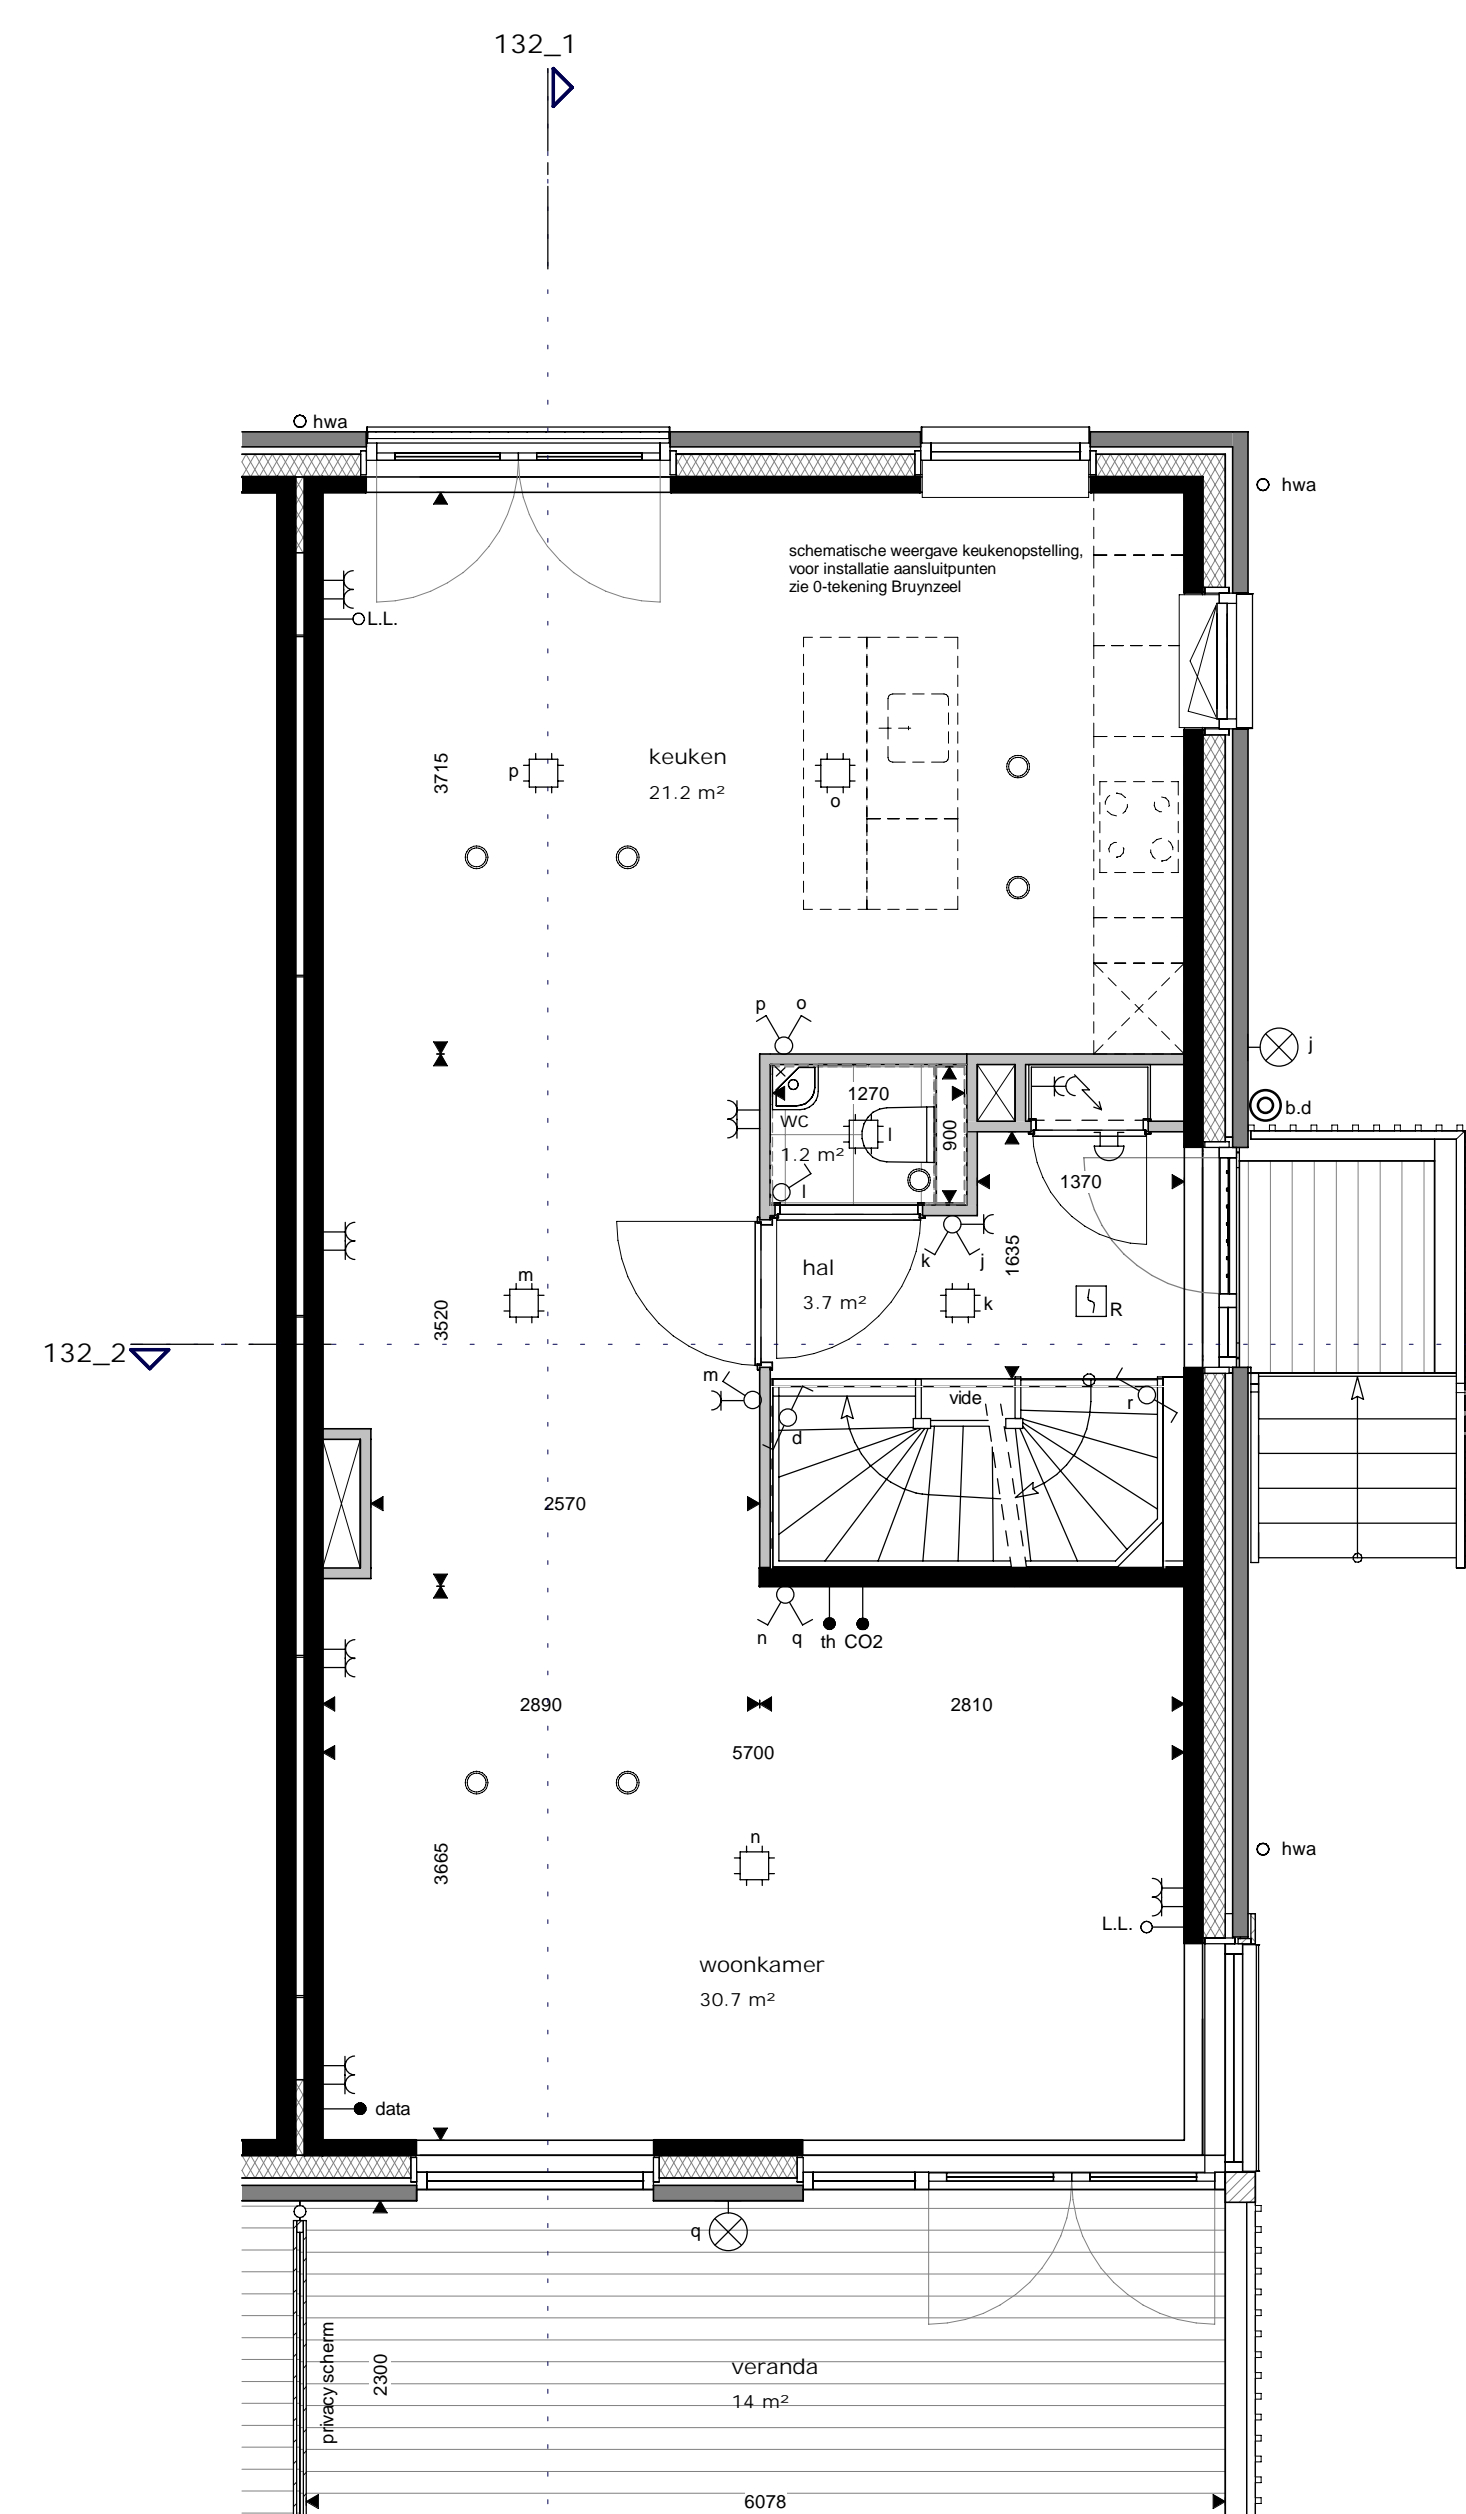 132_1
hwa
hwa
schematische weergave keukenopstelling,
voor installatie aansluitpunten
zie 0-tekening Bruynzeel
L.L.
3715
keuken
21.2 m²
p
o
p
o
j
b.d
1270
wc
l
900
1.2 m²
l
1370
k
j
1635
hal
3.7 m²
k
R
m
3520
132_2
m
vide
r
d
2570
n
q
th
CO2
2890
2810
5700
n
3665
hwa
L.L.
woonkamer
30.7 m²
data
q
privacy scherm
2300
veranda
14 m²
6078